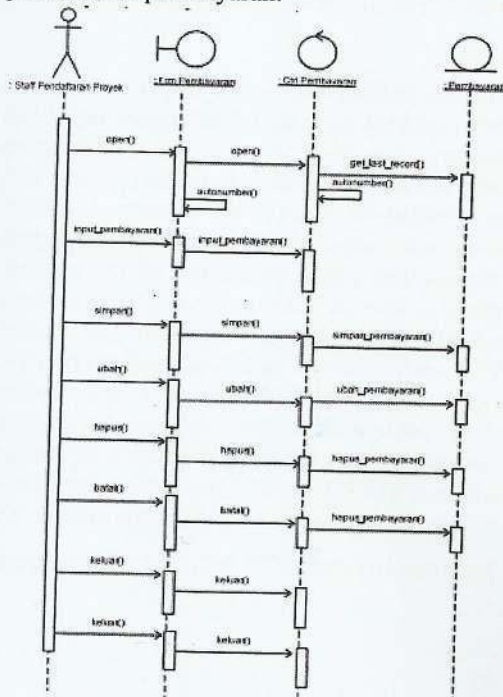 : Staff Pendaftaran Proyek
: Frm Pembayaran
: Ctrl Pembayaran
: Pembayaran
open()
open()
get_last_record()
autonumber()
autonumber()
input_pembayaran()
input_pembayaran()
simpan()
simpan()
simpan_pembayaran()
ubah()
ubah()
ubah_pembayaran()
hapus()
hapus()
hapus_pembayaran()
batal()
batal()
hapus_pembayaran()
keluar()
keluar()
keluar()
keluar()